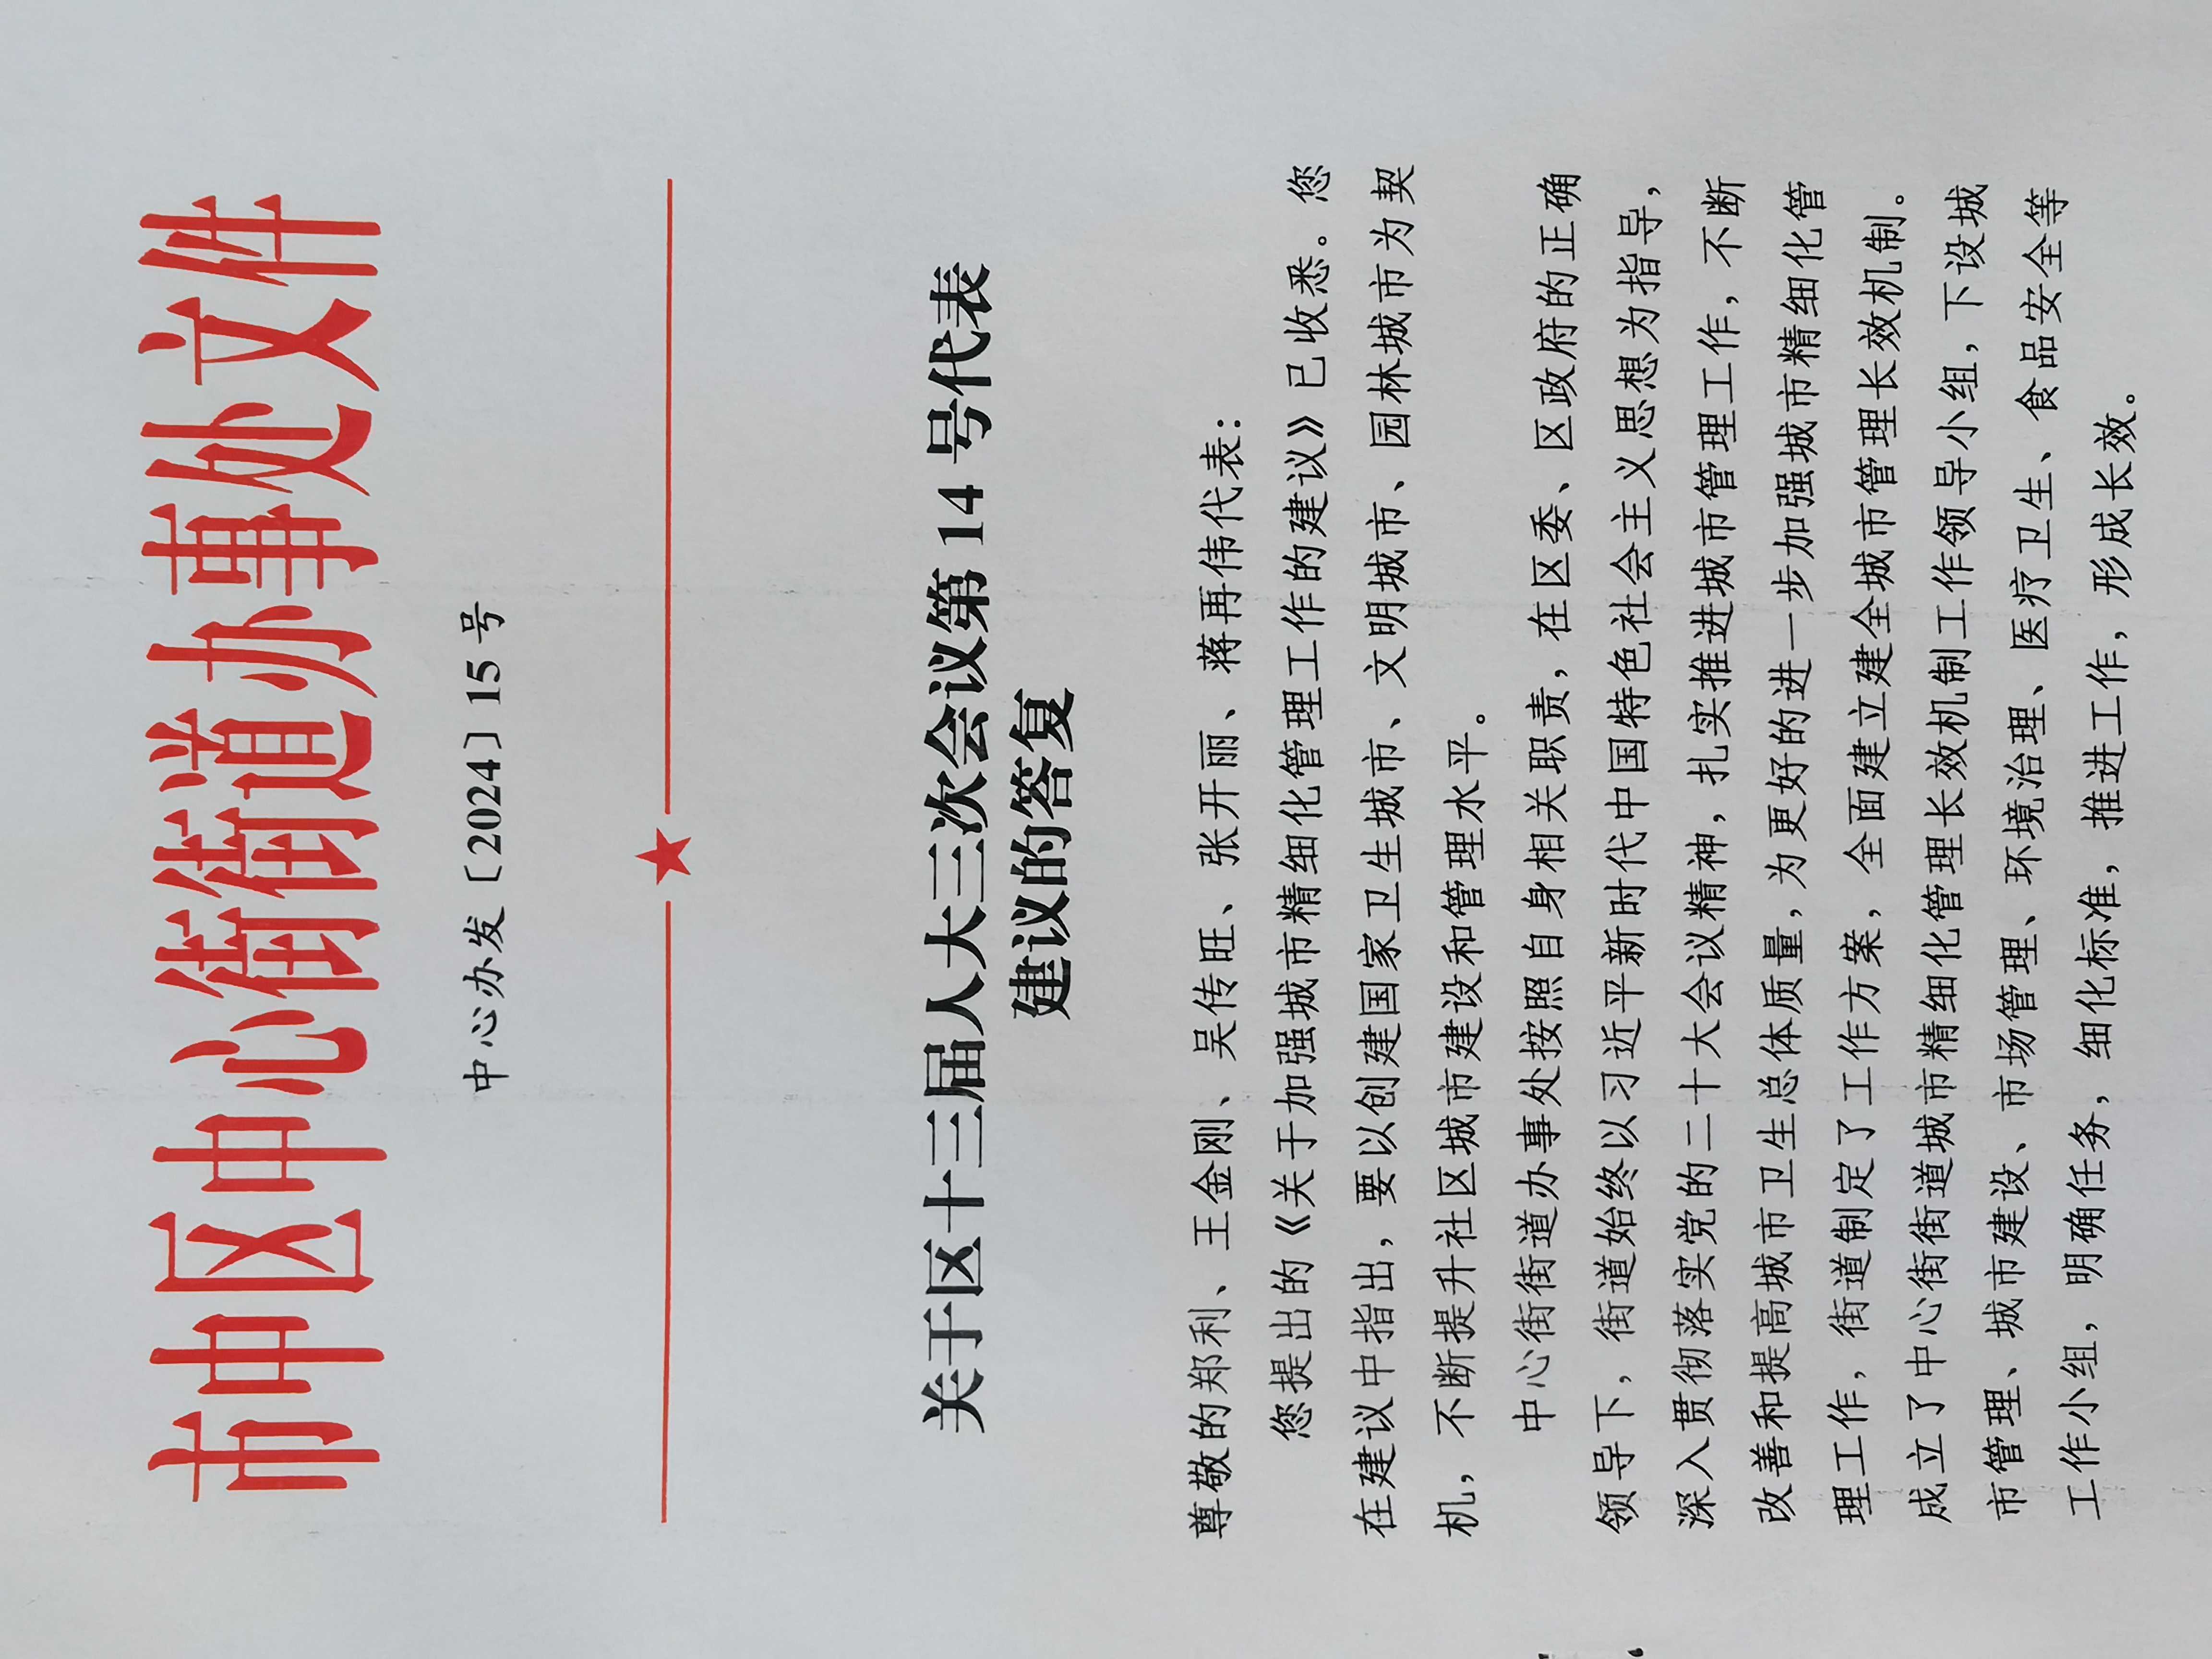 市中区中心街街道办事处文件
中心办发〔2024〕15号
关于区十三届人大三次会议第14号代表
建议的答复
尊敬的郑利、王金刚、吴传旺、张开丽、蒋再伟代表：
您提出的《关于加强城市精细化管理工作的建议》已收悉。您
在建议中指出，要以创建国家卫生城市、文明城市、园林城市为契
机，不断提升社区城市建设和管理水平。
中心街街道办事处按照自身相关职责，在区委、区政府的正确
领导下，街道始终以习近平新时代中国特色社会主义思想为指导，
深入贯彻落实党的二十大会议精神，扎实推进城市管理工作，不断
改善和提高城市卫生总体质量，为更好的进一步加强城市精细化管
理工作，街道制定了工作方案，全面建立建全城市管理长效机制。
成立了中心街街道城市精细化管理长效机制工作领导小组，下设城
市管理、城市建设、市场管理、环境治理、医疗卫生、食品安全等
工作小组，明确任务，细化标准，推进工作，形成长效。